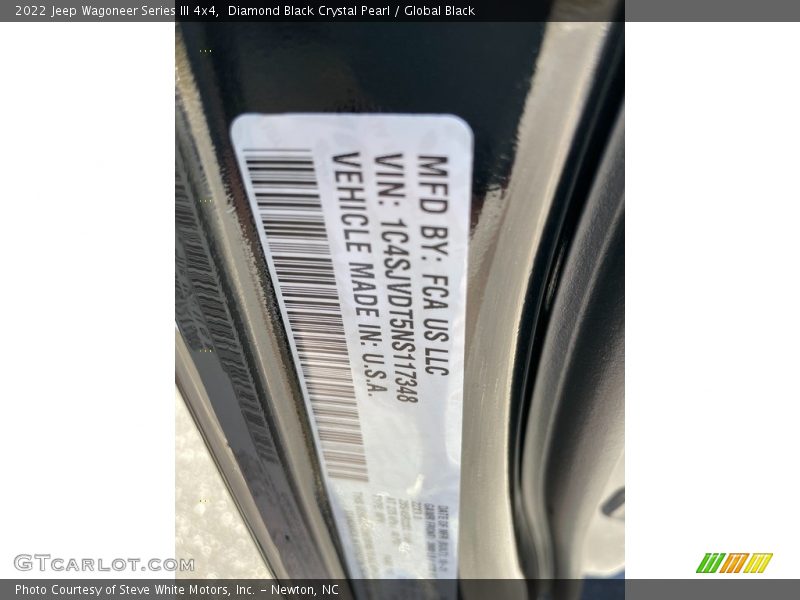 2022 Jeep Wagoneer Series III 4x4,  Diamond Black Crystal Pearl / Global Black
MFD BY: FCA US LLC
VIN: 1C4SJVDT5NS117348
VEHICLE MADE IN: U.S.A.
GTCarlot.com
Photo Courtesy of Steve White Motors, Inc. - Newton, NC